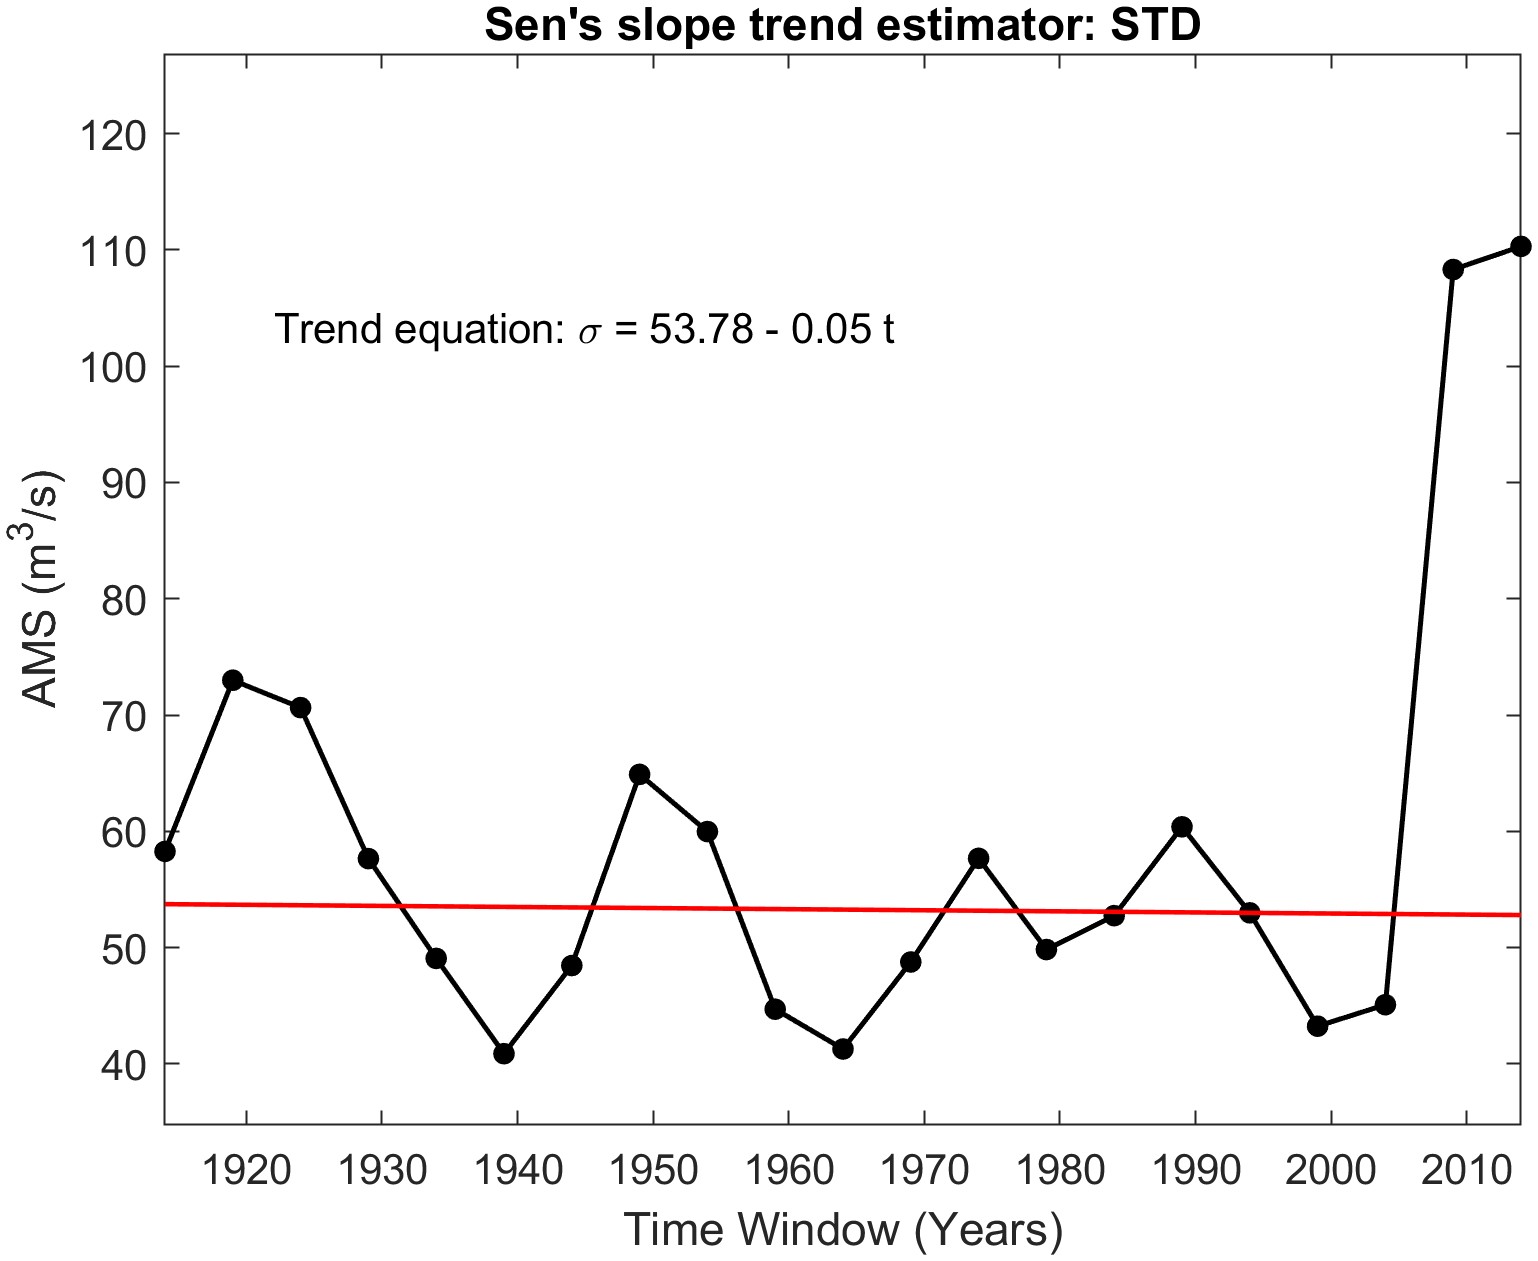 Sen's slope trend estimator: STD
120
110
100
90
80
70
60
50
40
Trend equation: σ = 53.78 - 0.05 t
AMS (m³/s)
1920 1930 1940 1950 1960 1970 1980 1990 2000 2010
Time Window (Years)